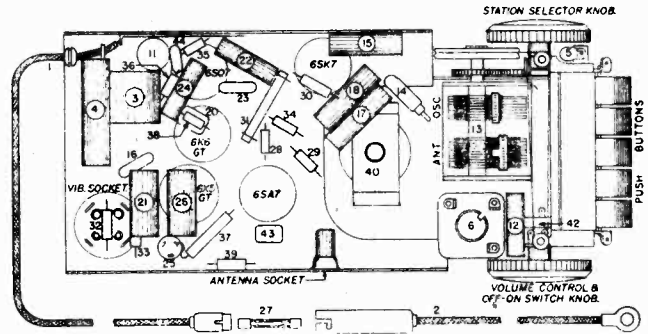 STATION SELECTOR KNOB.
44
35
15
5
1
36
11
6SQ7
22
6SK7
4
3
24
23
30
18
14
OSC
20
31
34
17
13
38
6K6
GT
28
29
ANT
PUSH BUTTONS
16
40
VIB. SOCKET
6X5
GT
6SA7
32
21
26
6
12
42
33
25
37
43
39
ANTENNA SOCKET
VOLUME CONTROL &
OFF-ON SWITCH KNOB.
27
2